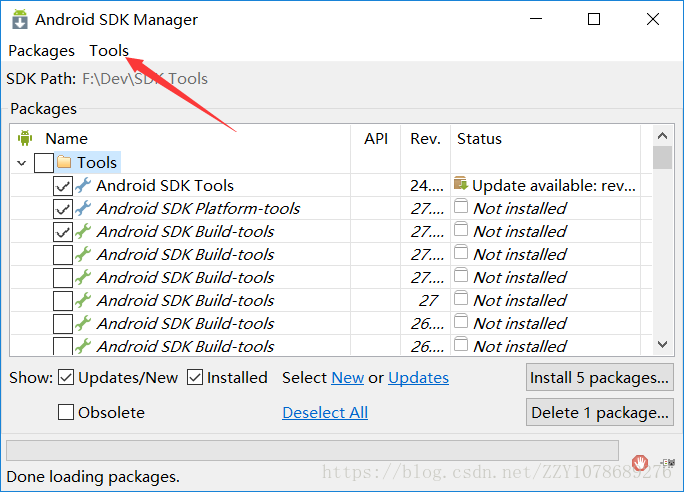 Android SDK Manager
Packages Tools
SDK Path: F:\Dev\SDK Tools
Packages
Name API Rev. Status
Tools
Android SDK Tools 24.... Update available: rev...
Android SDK Platform-tools 27.... Not installed
Android SDK Build-tools 27.... Not installed
Android SDK Build-tools 27.... Not installed
Android SDK Build-tools 27.... Not installed
Android SDK Build-tools 27 Not installed
Android SDK Build-tools 26.... Not installed
Android SDK Build-tools 26.... Not installed
Show: Updates/New Installed Select New or Updates Install 5 packages...
Obsolete Deselect All Delete 1 package...
Done loading packages.
https://blog.csdn.net/ZZY1078689276